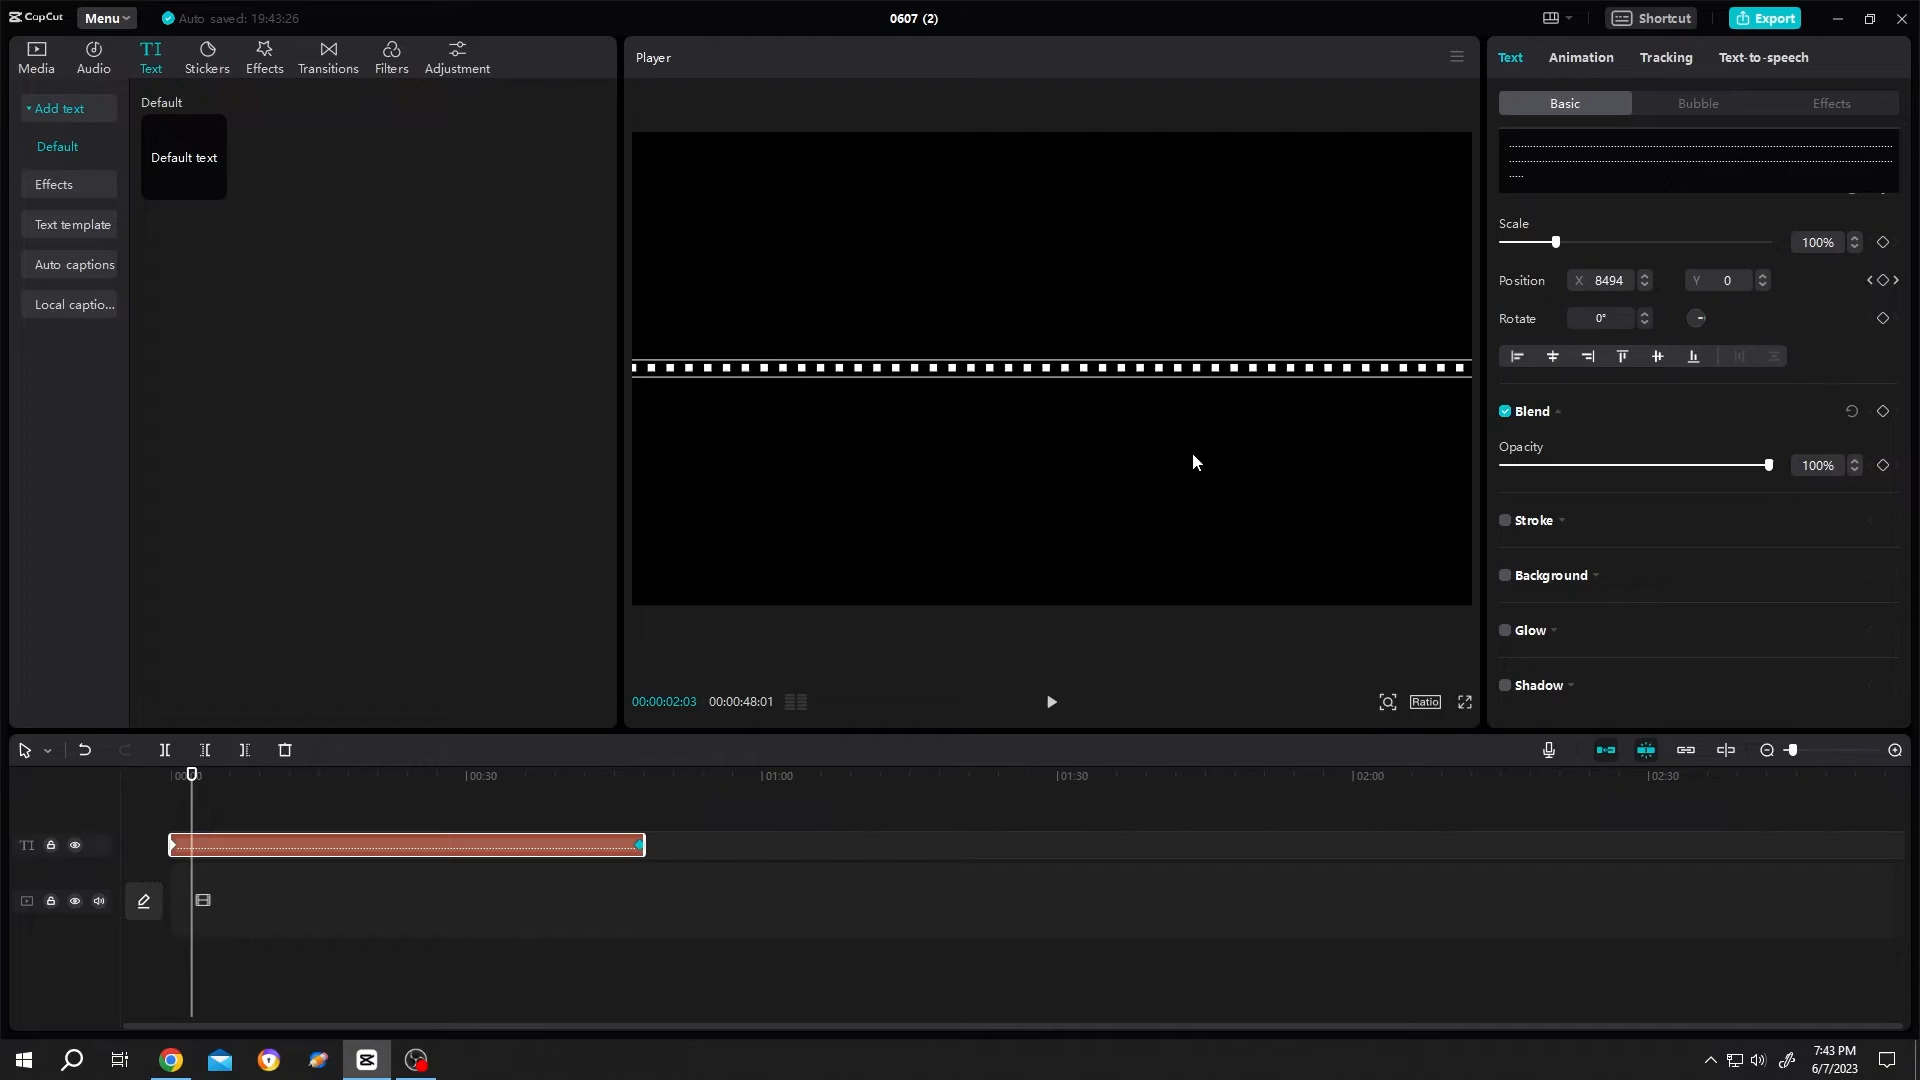 CapCut
Menu
Auto saved: 19:43:26
0607 (2)
Shortcut
Export
Media
Audio
TI
Text
Stickers
Effects
Transitions
Filters
Adjustment
Player
Text
Animation
Tracking
Text-to-speech
Add text
Default
Effects
Text template
Auto captions
Local captio...
Default
Default text
Basic
Bubble
Effects
Scale
100%
Position
X 8494
Y 0
Rotate
0°
Blend
Opacity
100%
Stroke
Background
Glow
Shadow
00:00:02:03
00:00:48:01
Ratio
00:00
00:30
01:00
01:30
02:00
02:30
TI
7:43 PM
6/7/2023